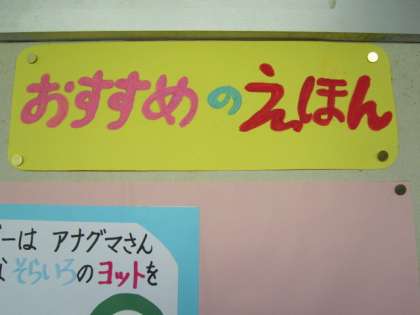 おすすめのえほん
ーは アナグマさん
そらいろのヨットを